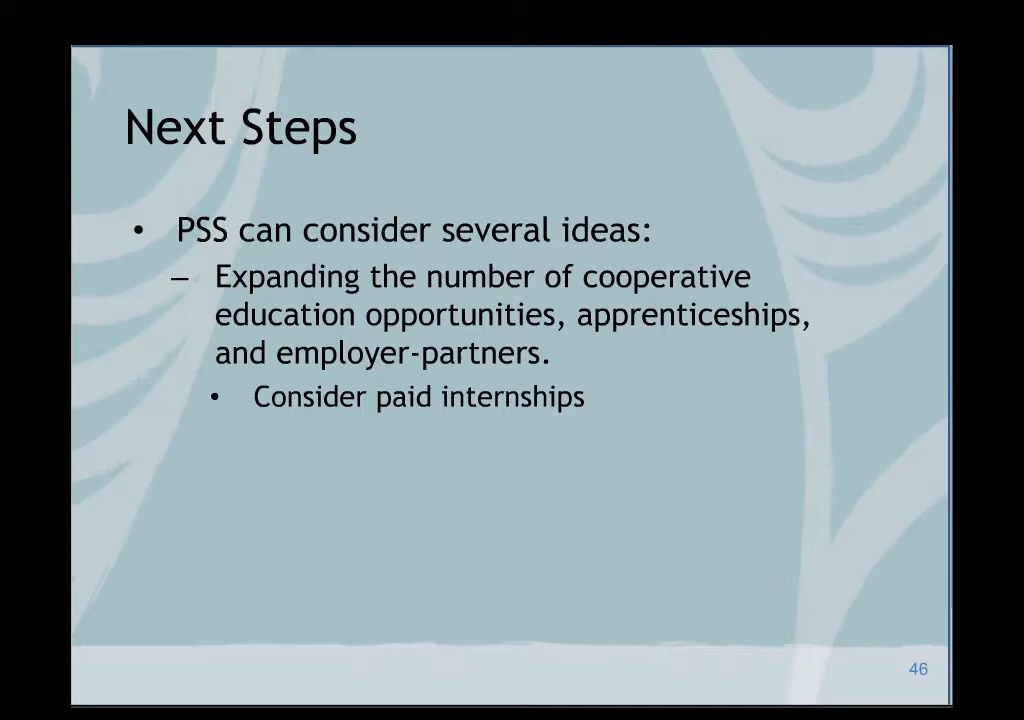 Next Steps
• PSS can consider several ideas:
– Expanding the number of cooperative
education opportunities, apprenticeships,
and employer-partners.
• Consider paid internships
46